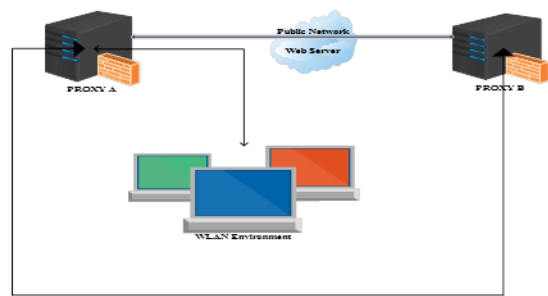 Public Network
Web Server
PROXY A
PROXY B
WLAN Environment